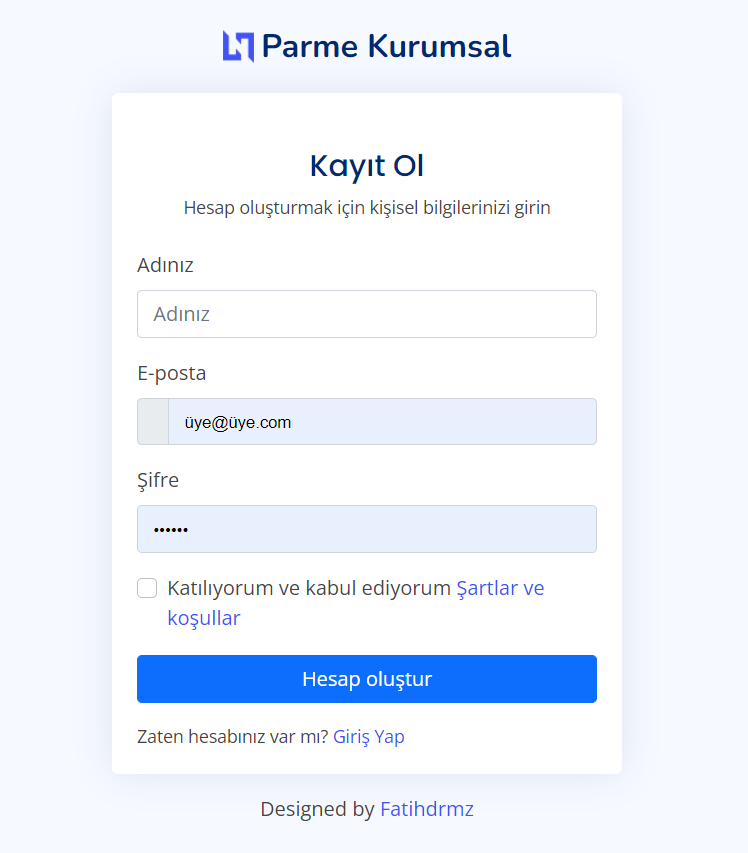 Parme Kurumsal
Kayıt Ol
Hesap oluşturmak için kişisel bilgilerinizi girin
Adınız
Adınız
E-posta
üye@üye.com
Şifre
••••••
Katılıyorum ve kabul ediyorum Şartlar ve
koşullar
Hesap oluştur
Zaten hesabınız var mı? Giriş Yap
Designed by Fatihdrmz